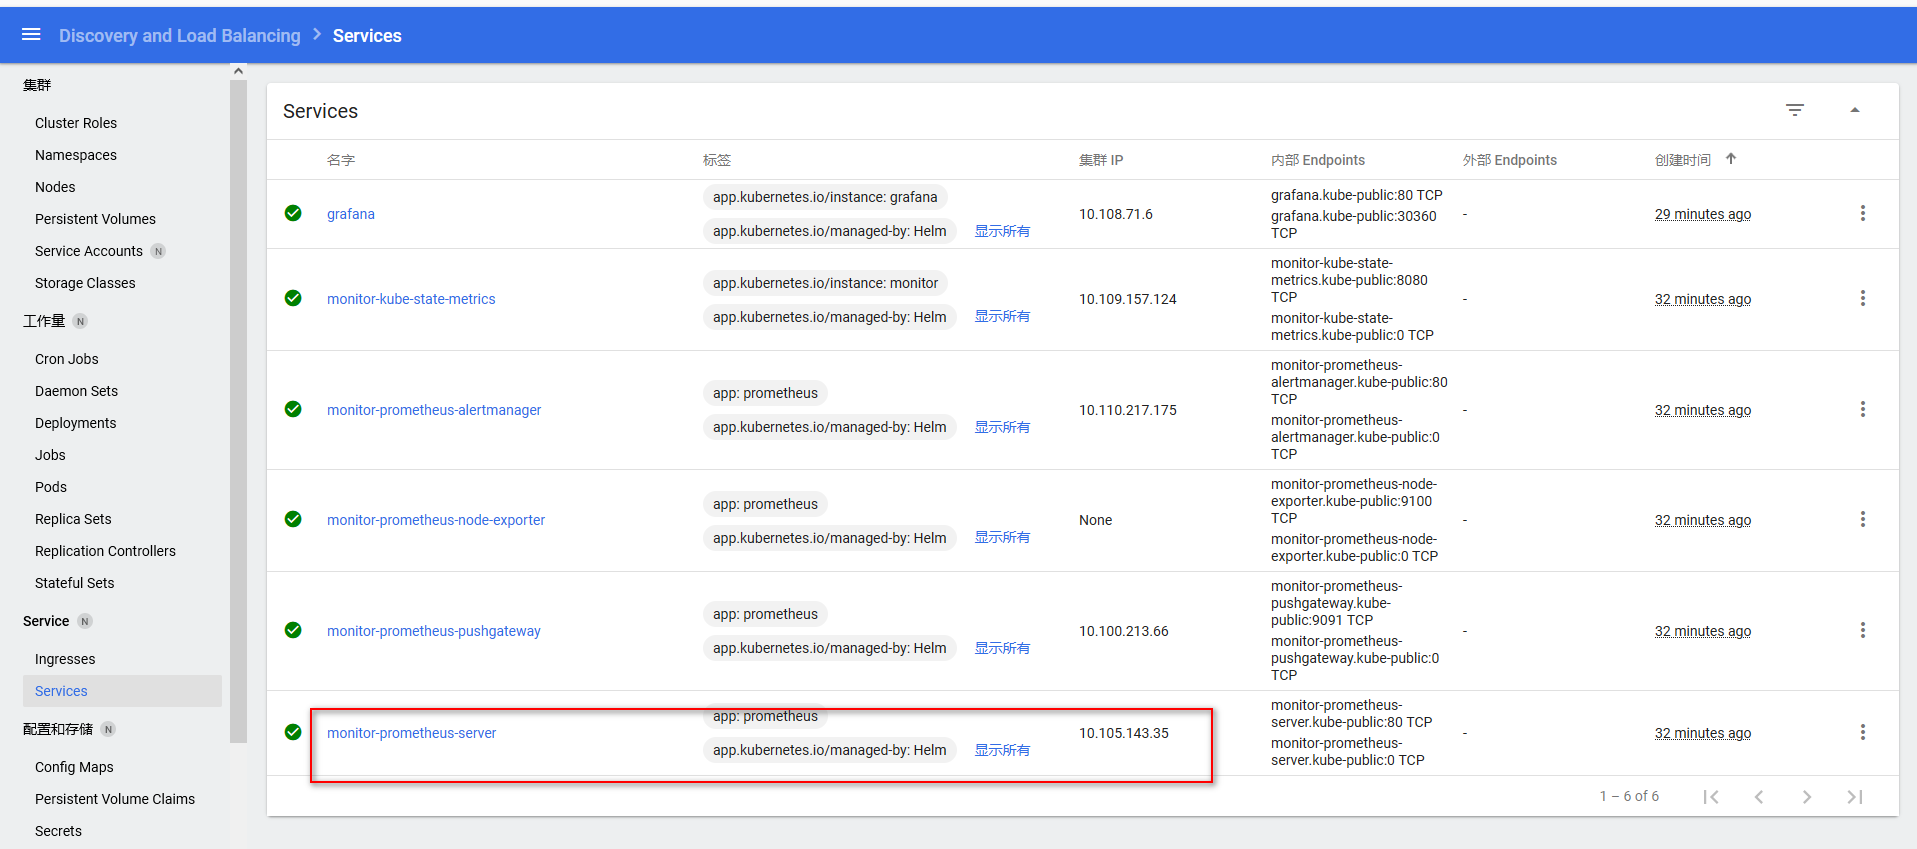 Discovery and Load Balancing > Services
集群
Cluster Roles
Namespaces
Nodes
Persistent Volumes
Service Accounts N
Storage Classes
工作量 N
Cron Jobs
Daemon Sets
Deployments
Jobs
Pods
Replica Sets
Replication Controllers
Stateful Sets
Service N
Ingresses
Services
配置和存储 N
Config Maps
Persistent Volume Claims
Secrets
Services
名字 标签 集群 IP 内部 Endpoints 外部 Endpoints 创建时间
grafana
app.kubernetes.io/instance: grafana
app.kubernetes.io/managed-by: Helm 显示所有
10.108.71.6
grafana.kube-public:80 TCP
grafana.kube-public:30360
TCP
-
29 minutes ago
monitor-kube-state-metrics
app.kubernetes.io/instance: monitor
app.kubernetes.io/managed-by: Helm 显示所有
10.109.157.124
monitor-kube-state-
metrics.kube-public:8080
TCP
monitor-kube-state-
metrics.kube-public:0 TCP
-
32 minutes ago
monitor-prometheus-alertmanager
app: prometheus
app.kubernetes.io/managed-by: Helm 显示所有
10.110.217.175
monitor-prometheus-
alertmanager.kube-public:80
TCP
monitor-prometheus-
alertmanager.kube-public:0
TCP
-
32 minutes ago
monitor-prometheus-node-exporter
app: prometheus
app.kubernetes.io/managed-by: Helm 显示所有
None
monitor-prometheus-node-
exporter.kube-public:9100
TCP
monitor-prometheus-node-
exporter.kube-public:0 TCP
-
32 minutes ago
monitor-prometheus-pushgateway
app: prometheus
app.kubernetes.io/managed-by: Helm 显示所有
10.100.213.66
monitor-prometheus-
pushgateway.kube-
public:9091 TCP
monitor-prometheus-
pushgateway.kube-public:0
TCP
-
32 minutes ago
monitor-prometheus-server
app: prometheus
app.kubernetes.io/managed-by: Helm 显示所有
10.105.143.35
monitor-prometheus-
server.kube-public:80 TCP
monitor-prometheus-
server.kube-public:0 TCP
-
32 minutes ago
1 – 6 of 6